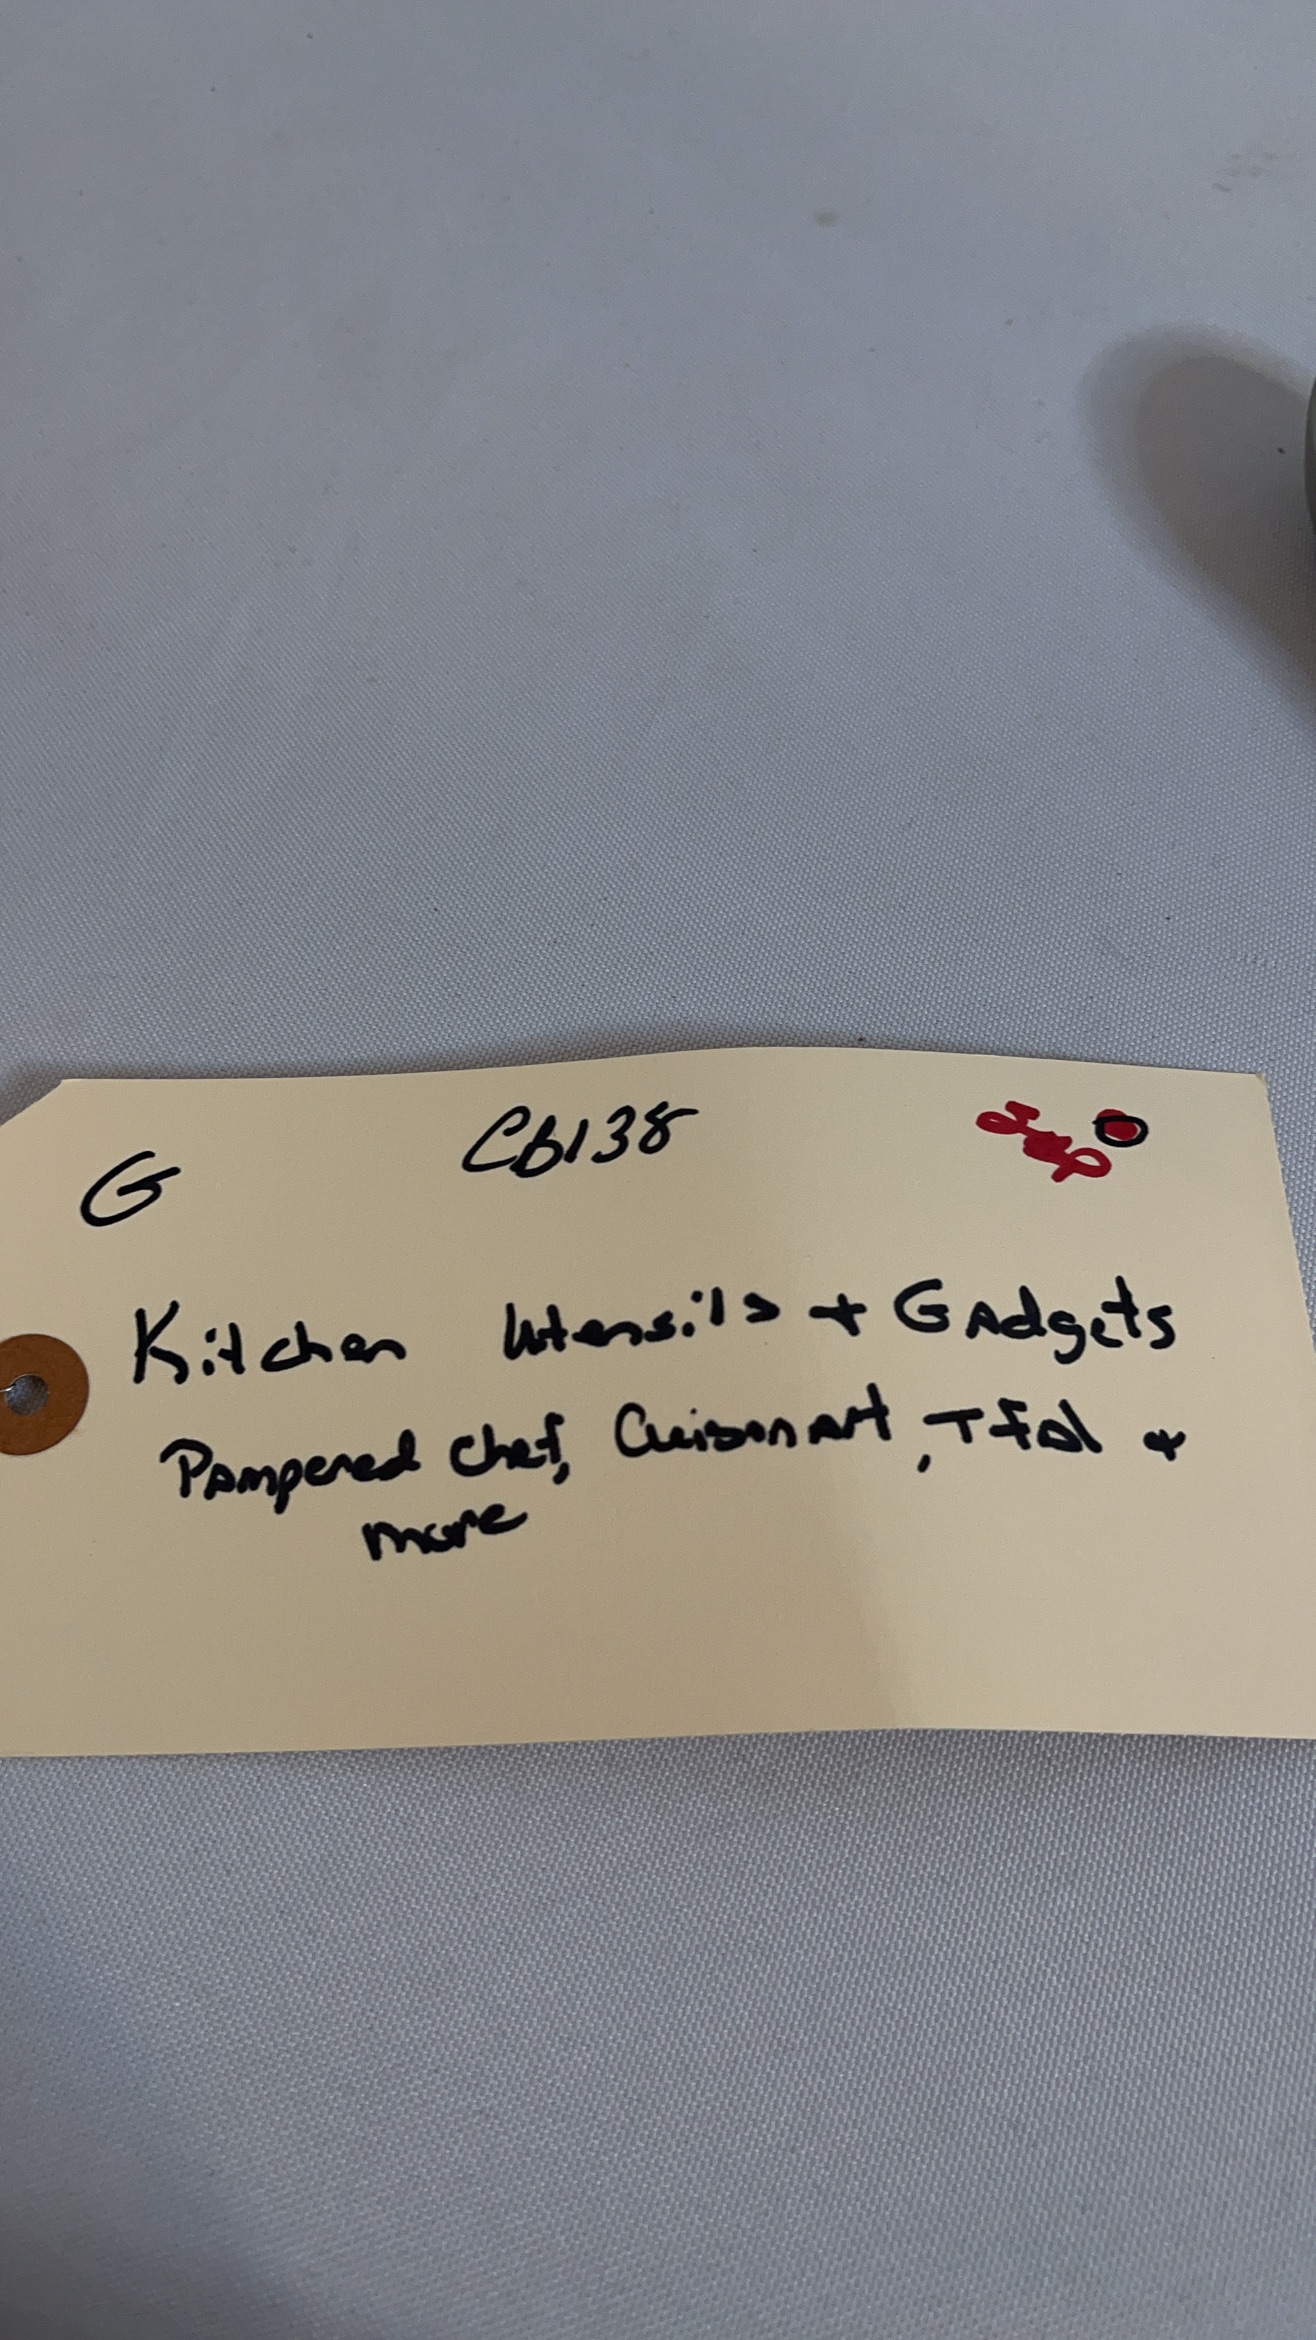 G CB138
Kitchen Utensils + GAdgets
PAmpered Chef, CuisonArt, TfAl +
more